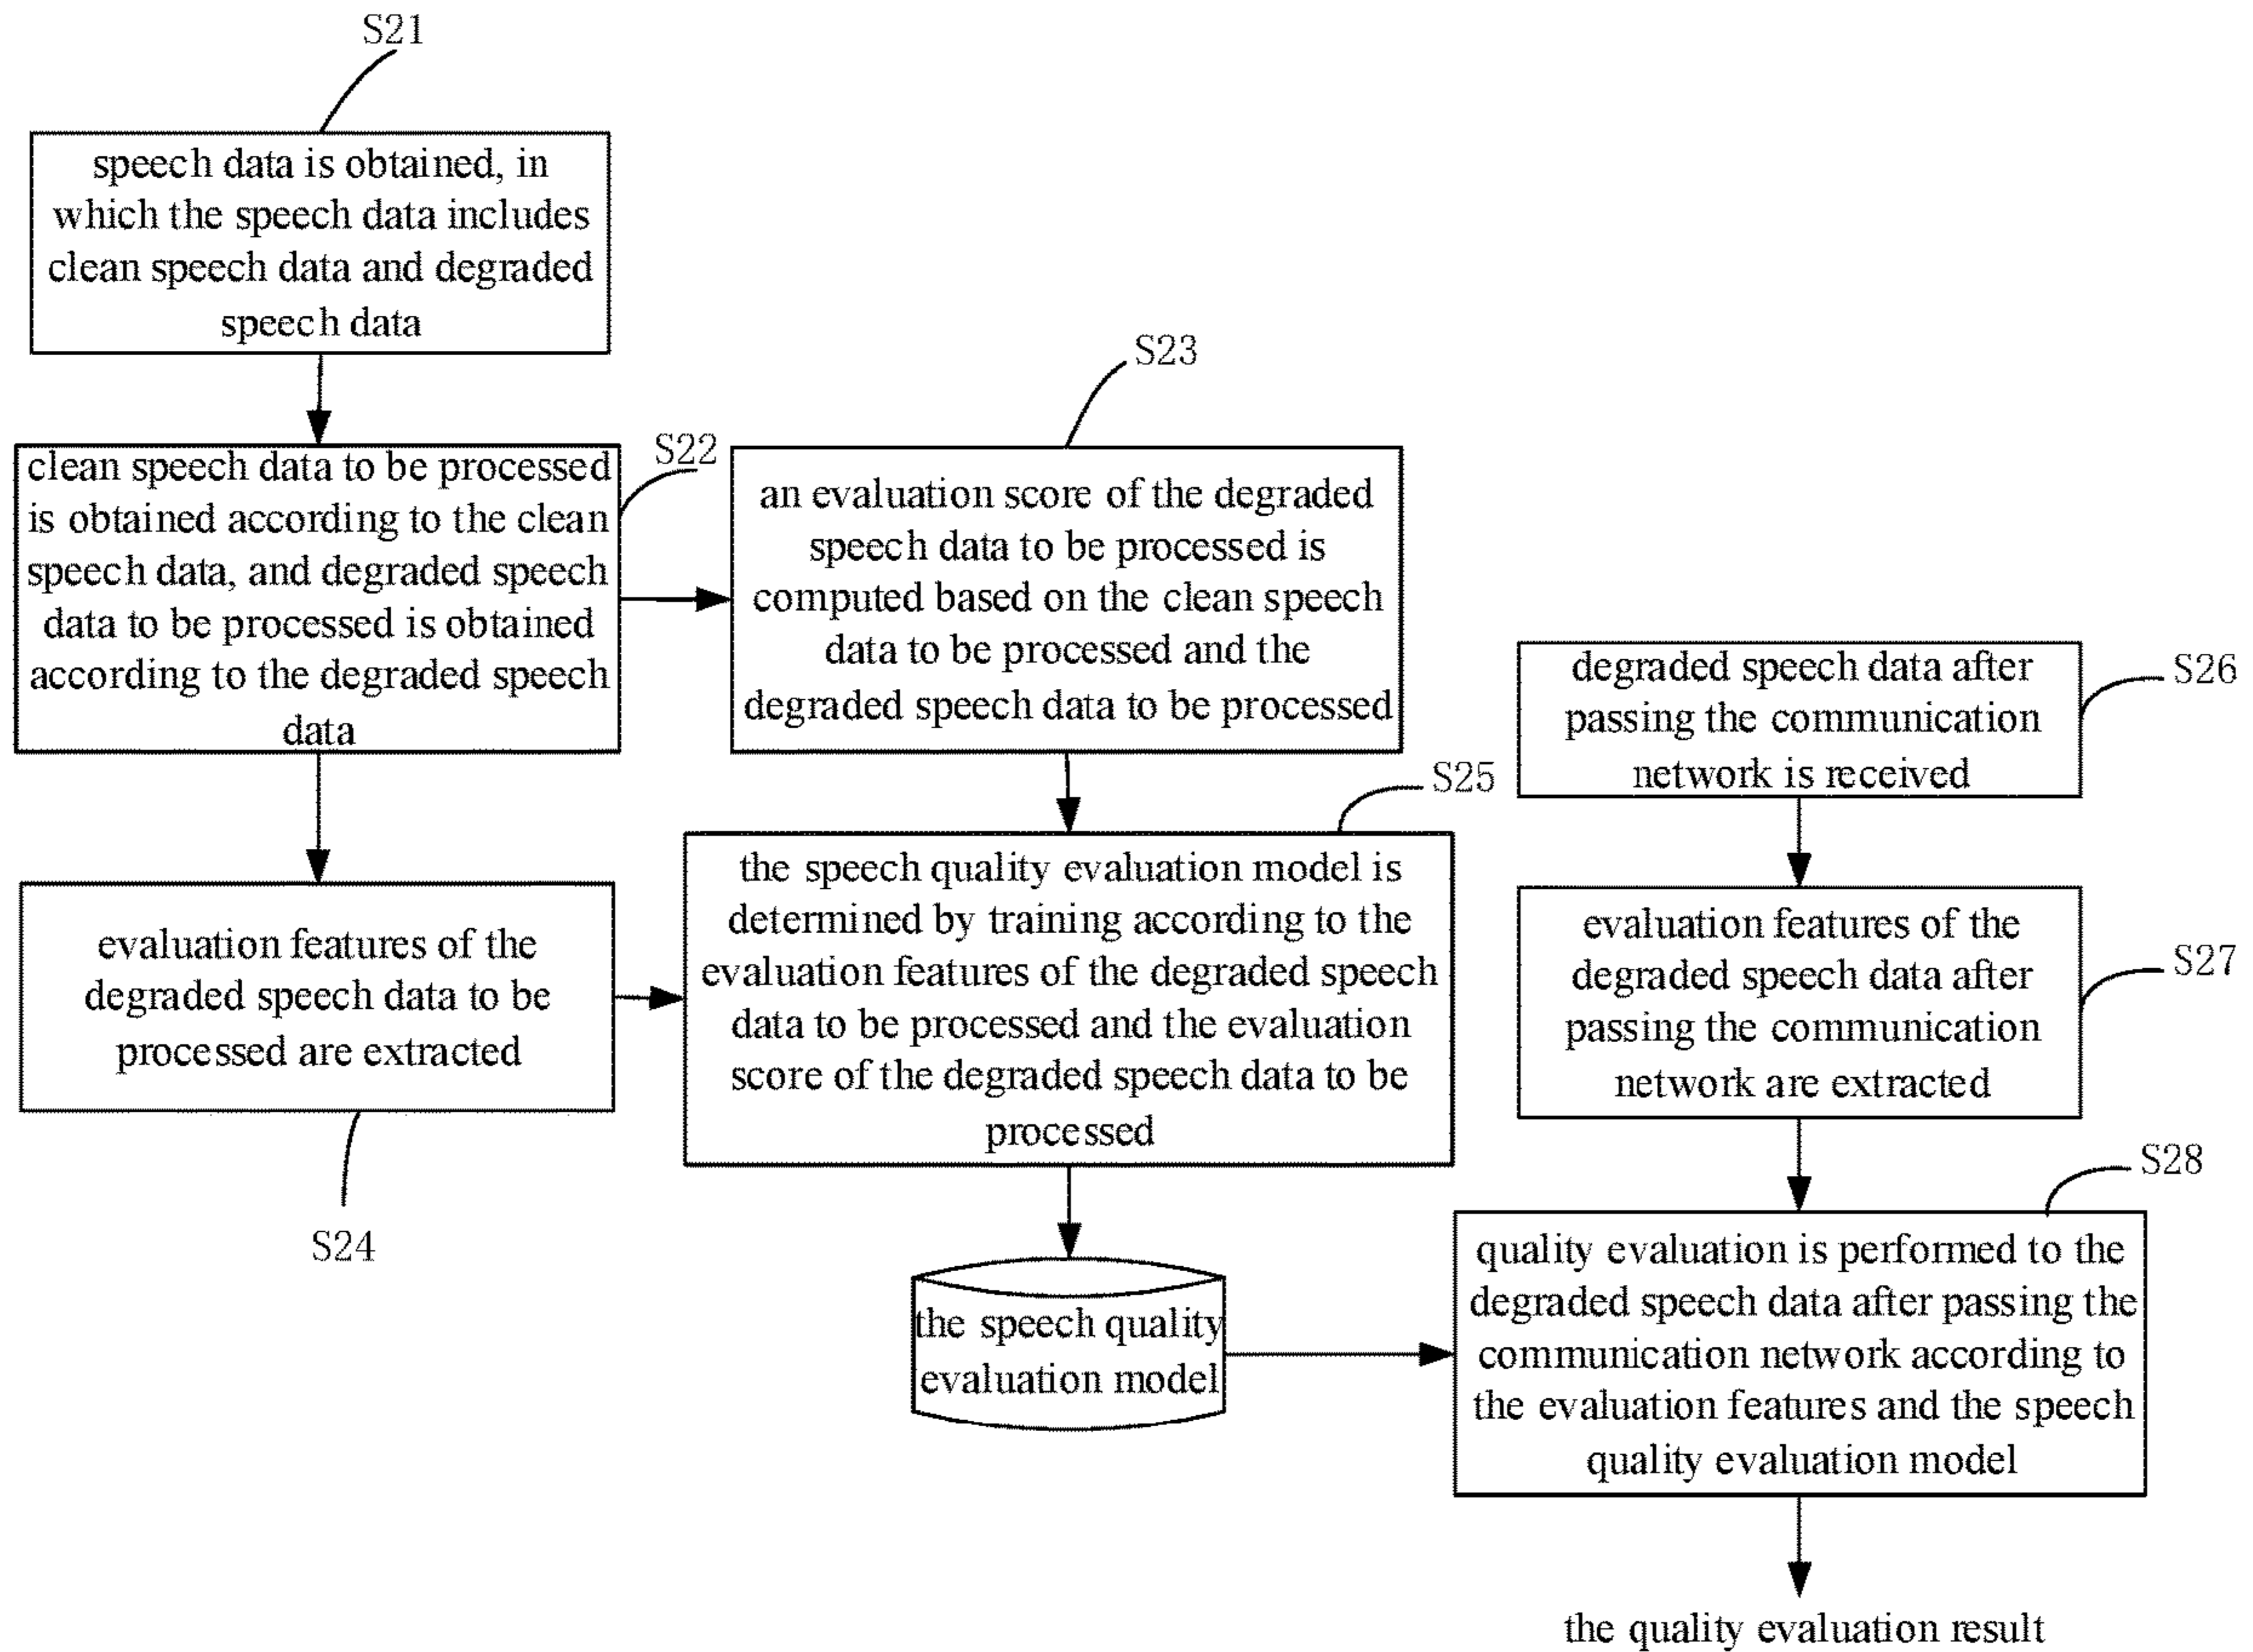 S21
speech data is obtained, in
which the speech data includes
clean speech data and degraded
speech data
S22
clean speech data to be processed
is obtained according to the clean
speech data, and degraded speech
data to be processed is obtained
according to the degraded speech
data
S23
an evaluation score of the degraded
speech data to be processed is
computed based on the clean speech
data to be processed and the
degraded speech data to be processed
evaluation features of the
degraded speech data to be
processed are extracted
S24
S25
the speech quality evaluation model is
determined by training according to the
evaluation features of the degraded speech
data to be processed and the evaluation
score of the degraded speech data to be
processed
the speech quality
evaluation model
S26
degraded speech data after
passing the communication
network is received
S27
evaluation features of the
degraded speech data after
passing the communication
network are extracted
S28
quality evaluation is performed to the
degraded speech data after passing the
communication network according to
the evaluation features and the speech
quality evaluation model
the quality evaluation result